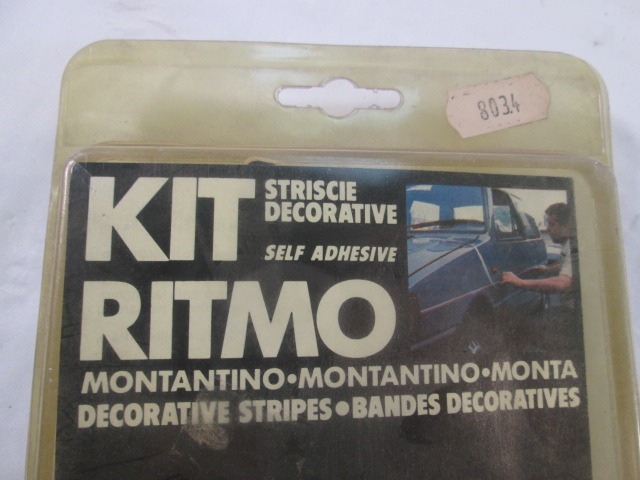 8034
KIT
STRISCIE
DECORATIVE
SELF ADHESIVE
RITMO
MONTANTINO•MONTANTINO•MONTA
DECORATIVE STRIPES•BANDES DECORATIVES